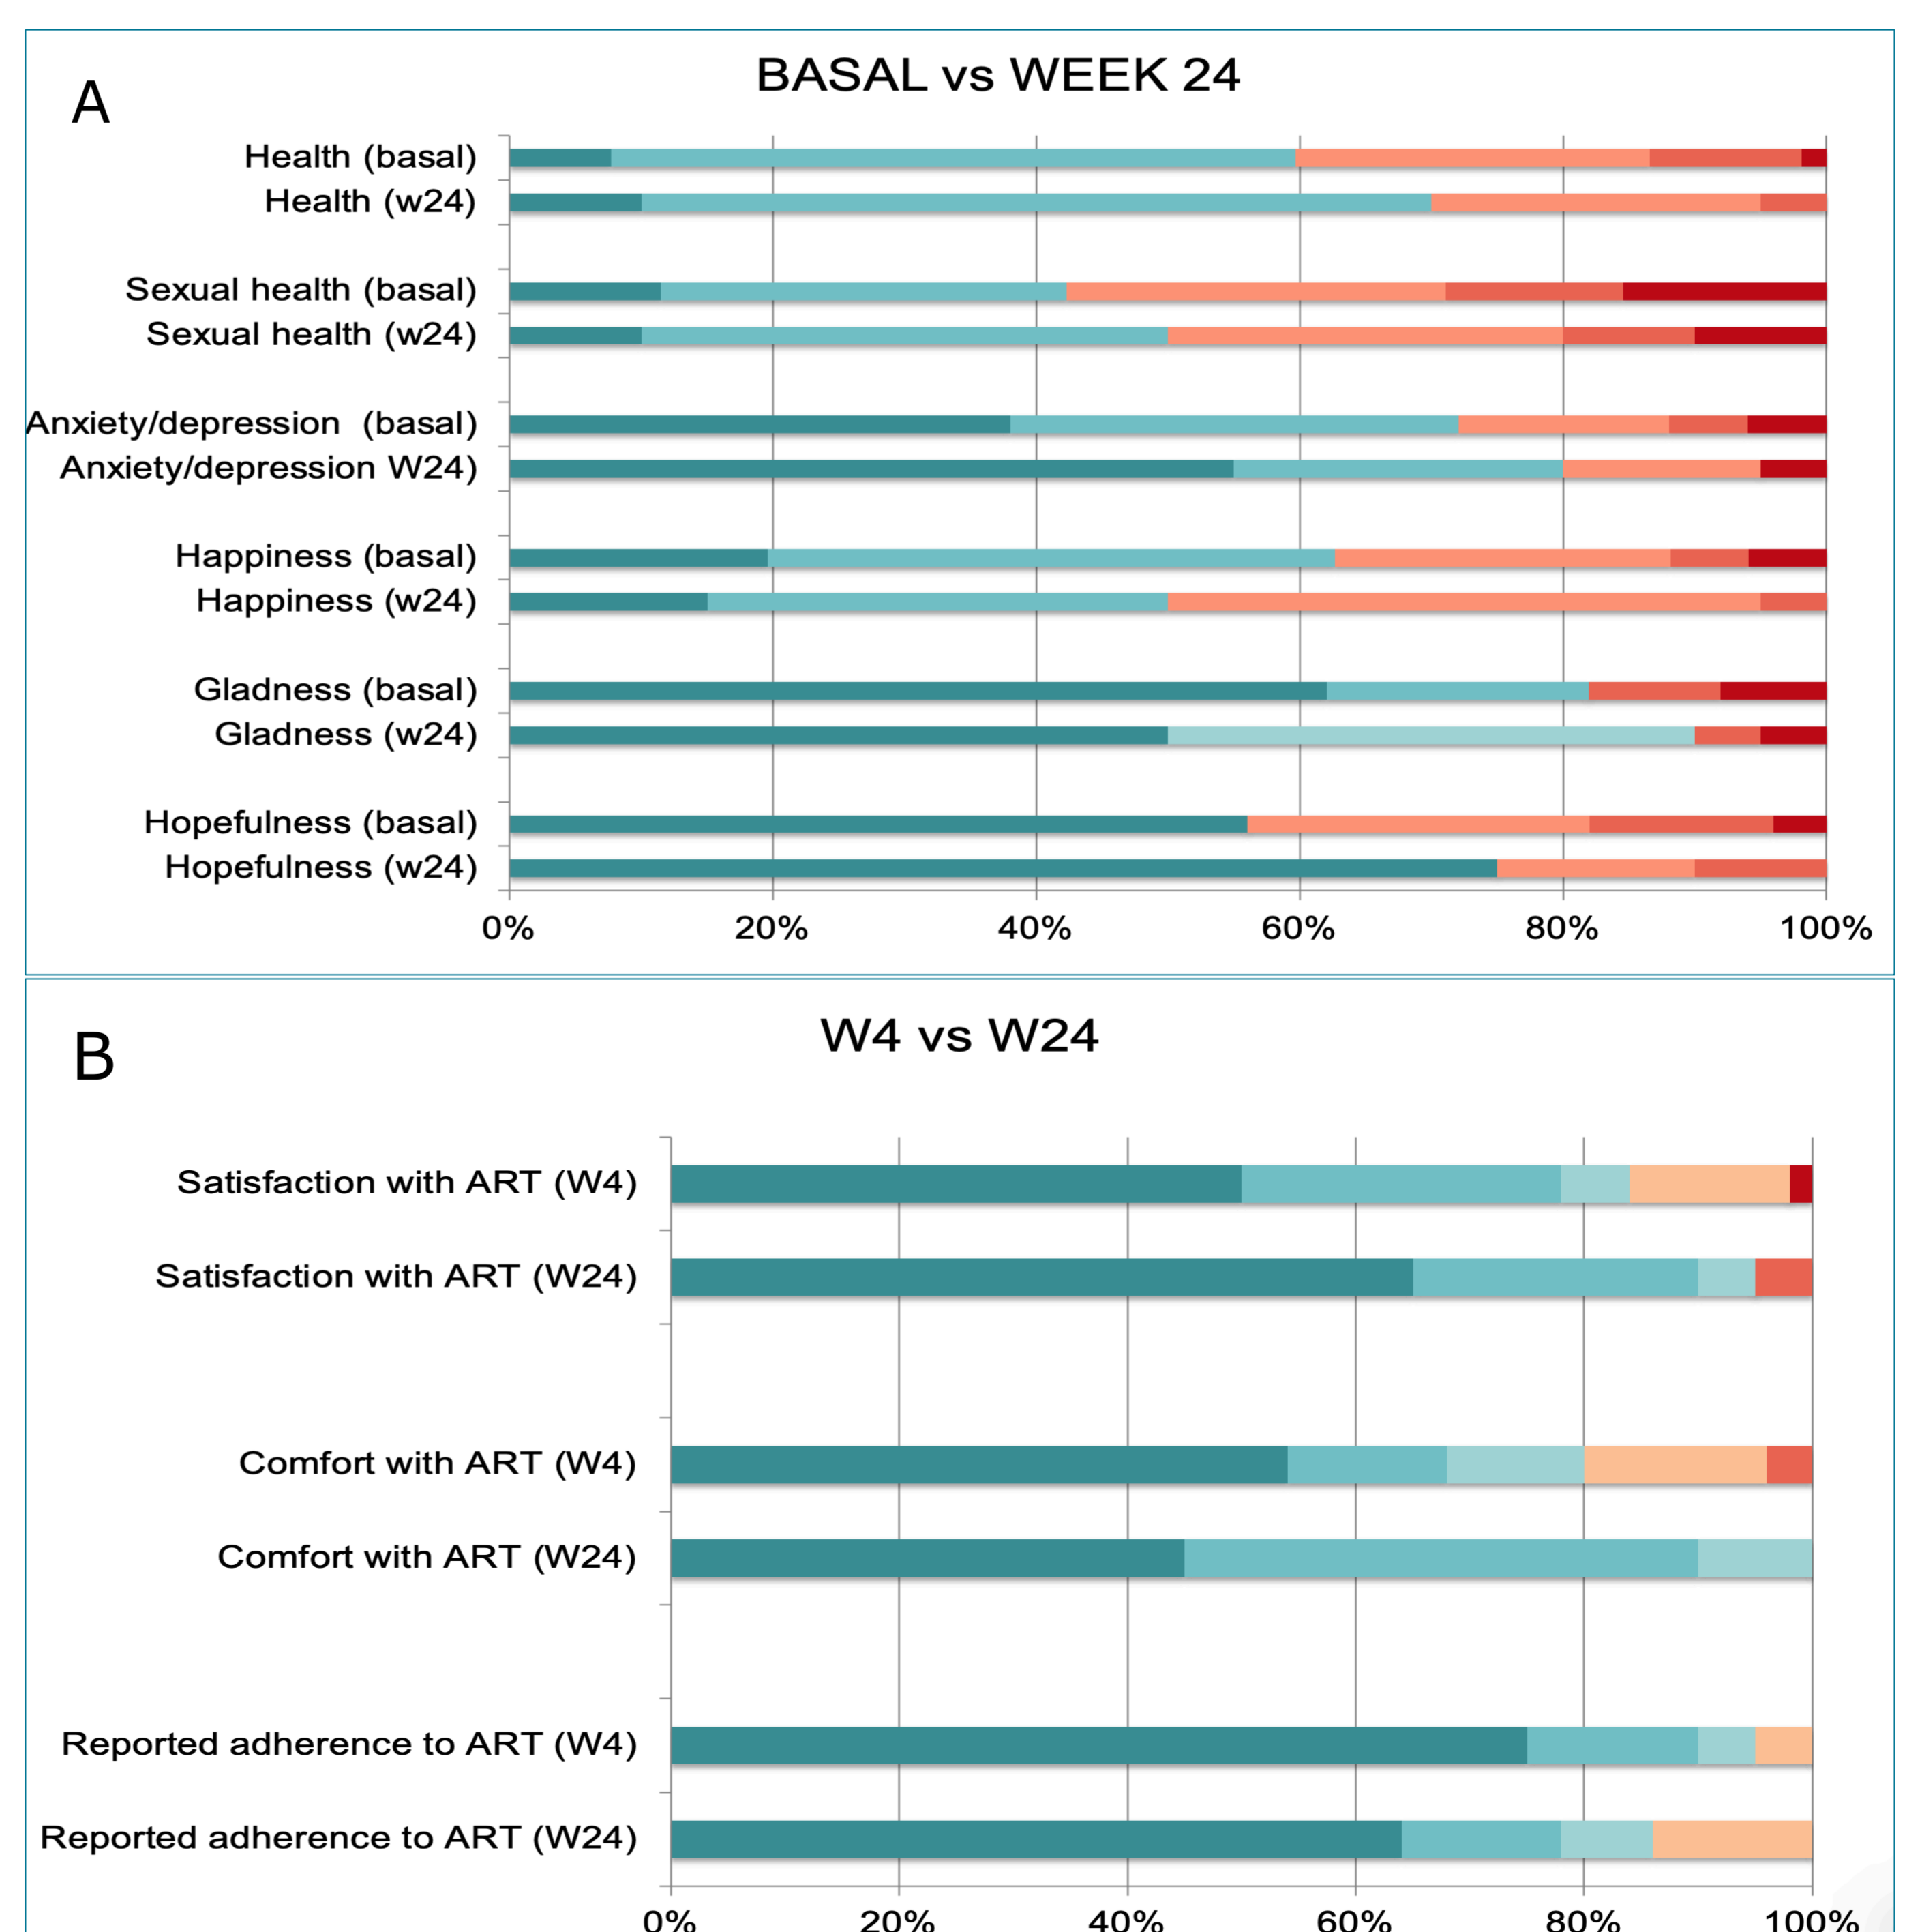 A
BASAL vs WEEK 24
Health (basal)
Health (w24)
Sexual health (basal)
Sexual health (w24)
Anxiety/depression  (basal)
Anxiety/depression W24)
Happiness (basal)
Happiness (w24)
Gladness (basal)
Gladness (w24)
Hopefulness (basal)
Hopefulness (w24)
0% 20% 40% 60% 80% 100%
B
W4 vs W24
Satisfaction with ART (W4)
Satisfaction with ART (W24)
Comfort with ART (W4)
Comfort with ART (W24)
Reported adherence to ART (W4)
Reported adherence to ART (W24)
0% 20% 40% 60% 80% 100%